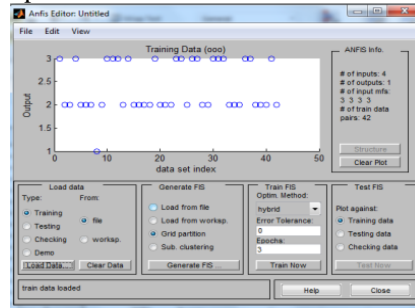 Anfis Editor: Untitled
File Edit View
Training Data (ooo)
3
2.5
2
1.5
1
Output
0 10 20 30 40 50
data set index
ANFIS Info.
# of inputs: 4
# of outputs: 1
# of input mfs:
3 3 3 3
# of train data
pairs: 42
Structure
Clear Plot
Load data
Type: From:
Training
Testing
Checking
Demo
file
worksp.
Load Data... Clear Data
Generate FIS
Load from file
Load from worksp.
Grid partition
Sub. clustering
Generate FIS ...
Train FIS
Optim. Method:
hybrid
Error Tolerance:
0
Epochs:
3
Train Now
Test FIS
Plot against:
Training data
Testing data
Checking data
Test Now
train data loaded
Help Close